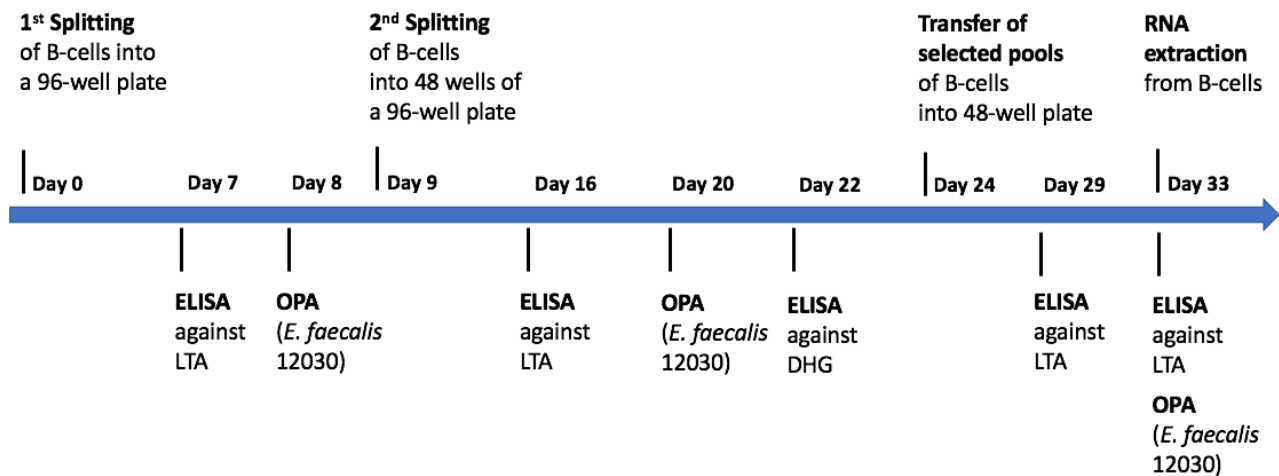 1st Splitting
of B-cells into
a 96-well plate
2nd Splitting
of B-cells
into 48 wells of
a 96-well plate
Transfer of
selected pools
of B-cells
into 48-well plate
RNA
extraction
from B-cells
Day 0
Day 7
Day 8
Day 9
Day 16
Day 20
Day 22
Day 24
Day 29
Day 33
ELISA
against
LTA
OPA
(E. faecalis
12030)
ELISA
against
LTA
OPA
(E. faecalis
12030)
ELISA
against
DHG
ELISA
against
LTA
ELISA
against
LTA
OPA
(E. faecalis
12030)